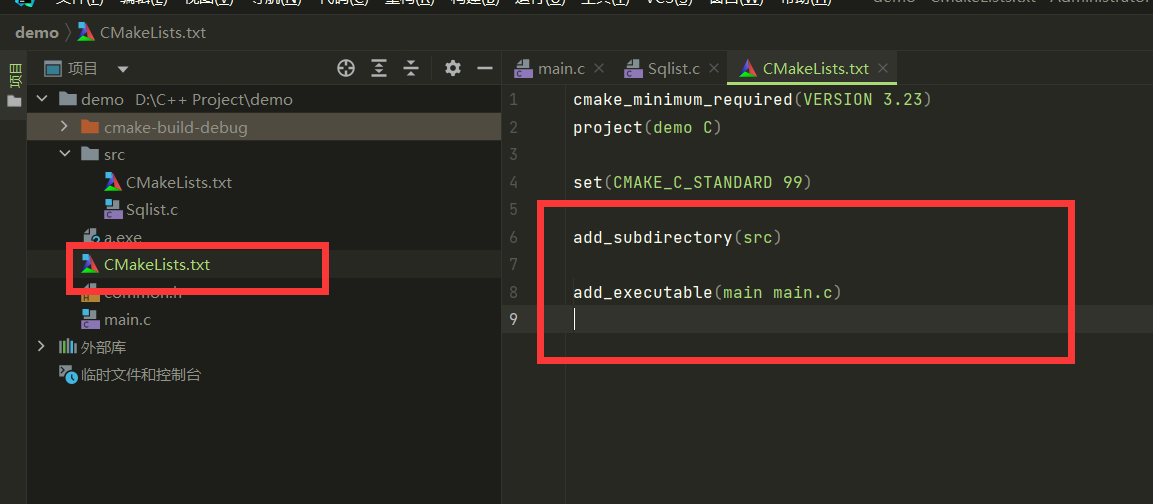 demo 〉 CMakeLists.txt
项目
项目
demo D:\C++ Project\demo
cmake-build-debug
src
CMakeLists.txt
Sqlist.c
a.exe
CMakeLists.txt
common.h
main.c
外部库
临时文件和控制台
main.c Sqlist.c CMakeLists.txt
1 cmake_minimum_required(VERSION 3.23)
2 project(demo C)
3
4 set(CMAKE_C_STANDARD 99)
5
6 add_subdirectory(src)
7
8 add_executable(main main.c)
9